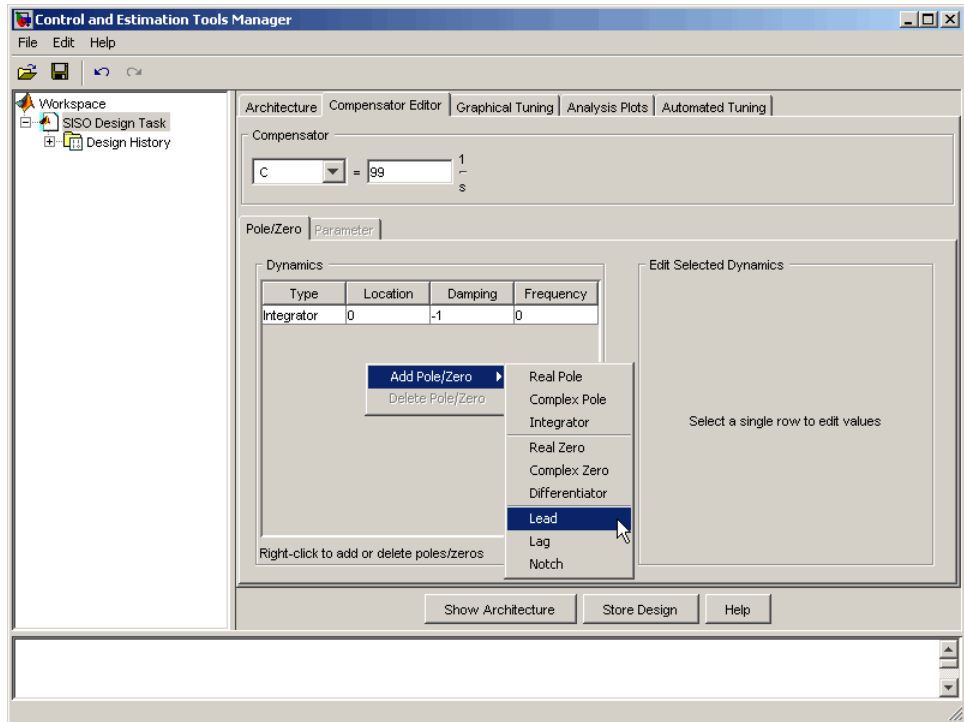 Control and Estimation Tools Manager
File Edit Help
Workspace
SISO Design Task
Design History
Architecture Compensator Editor Graphical Tuning Analysis Plots Automated Tuning
Compensator
C = 99 1
s
Pole/Zero Parameter
Dynamics
Type Location Damping Frequency
Integrator 0 -1 0
Add Pole/Zero
Delete Pole/Zero
Real Pole
Complex Pole
Integrator
Real Zero
Complex Zero
Differentiator
Lead
Lag
Notch
Right-click to add or delete poles/zeros
Edit Selected Dynamics
Select a single row to edit values
Show Architecture Store Design Help